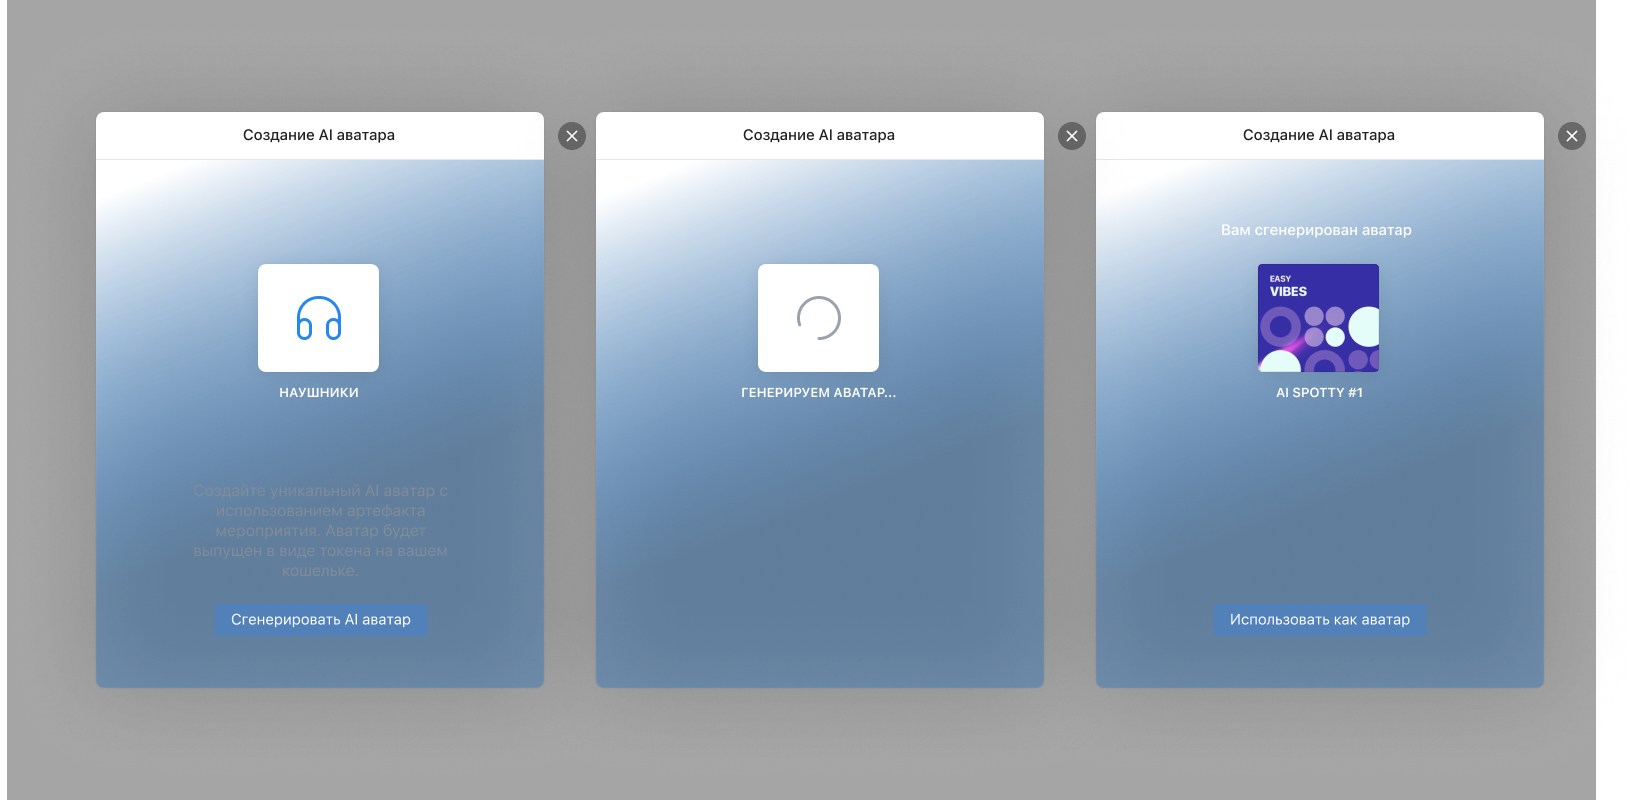 Создание AI аватара
НАУШНИКИ
Создайте уникальный AI аватар с
использованием артефакта
мероприятия. Аватар будет
выпущен в виде токена на вашем
кошельке.
Сгенерировать AI аватар
Создание AI аватара
ГЕНЕРИРУЕМ АВАТАР...
Создание AI аватара
Вам сгенерирован аватар
EASY
VIBES
AI SPOTTY #1
Использовать как аватар